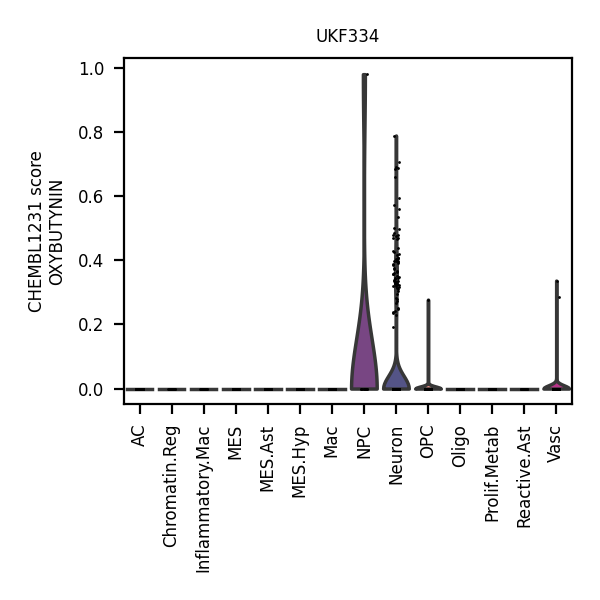 UKF334
CHEMBL1231 score
OXYBUTYNIN
1.0
0.8
0.6
0.4
0.2
0.0
AC
Chromatin.Reg
Inflammatory.Mac
MES
MES.Ast
MES.Hyp
Mac
NPC
Neuron
OPC
Oligo
Prolif.Metab
Reactive.Ast
Vasc